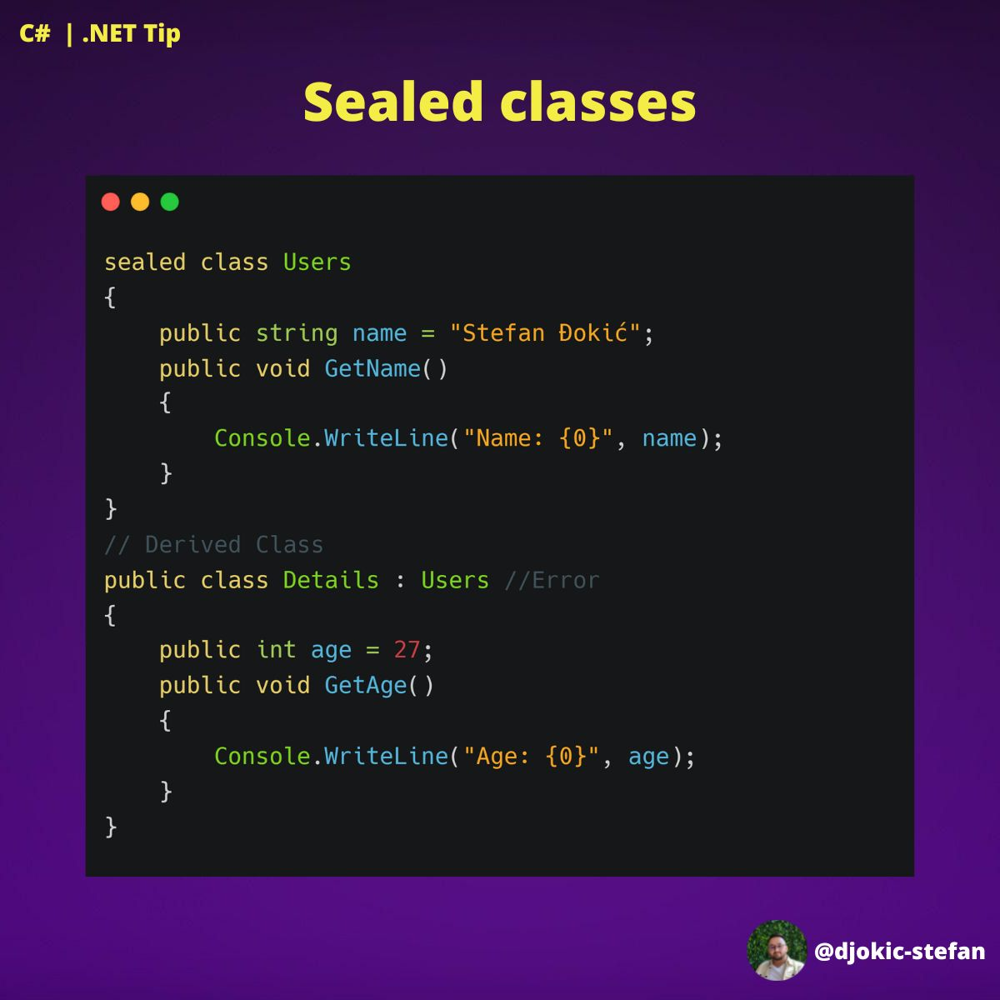 C# | .NET Tip
Sealed classes
sealed class Users
{
    public string name = "Stefan Đokić";
    public void GetName()
    {
        Console.WriteLine("Name: {0}", name);
    }
}
// Derived Class
public class Details : Users //Error
{
    public int age = 27;
    public void GetAge()
    {
        Console.WriteLine("Age: {0}", age);
    }
}
@djokic-stefan